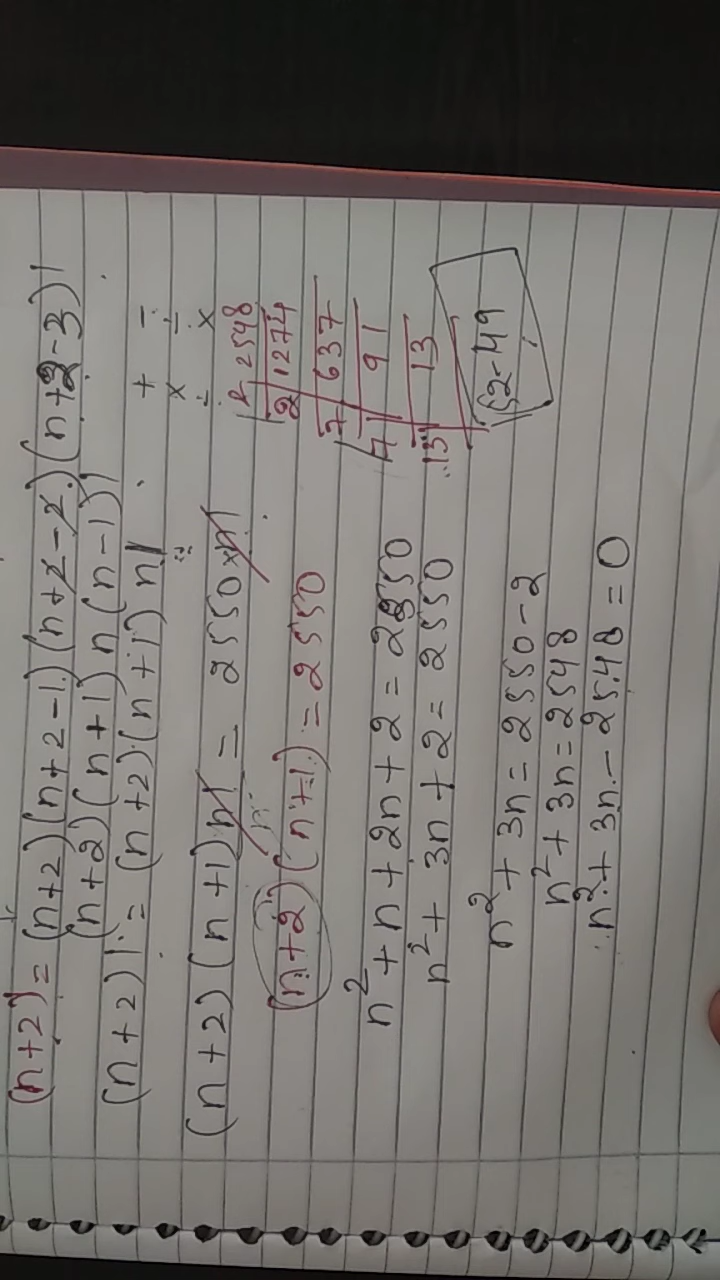 (n+2)! = (n+2)(n+2-1)(n+2-2)(n+2-3)!
(n+2)(n+1)n(n-1)!
(n+2)! = (n+2)(n+1)n!
(n+2)(n+1)n! = 2550×n!
(n+2)(n+1) = 2550
n²+n+2n+2 = 2550
n²+3n+2 = 2550
n²+3n = 2550-2
n²+3n = 2548
n²+3n-2548 = 0
+ -
× ÷
÷ ×
2 2548
2 1274
7 637
7 91
13 13
52-49